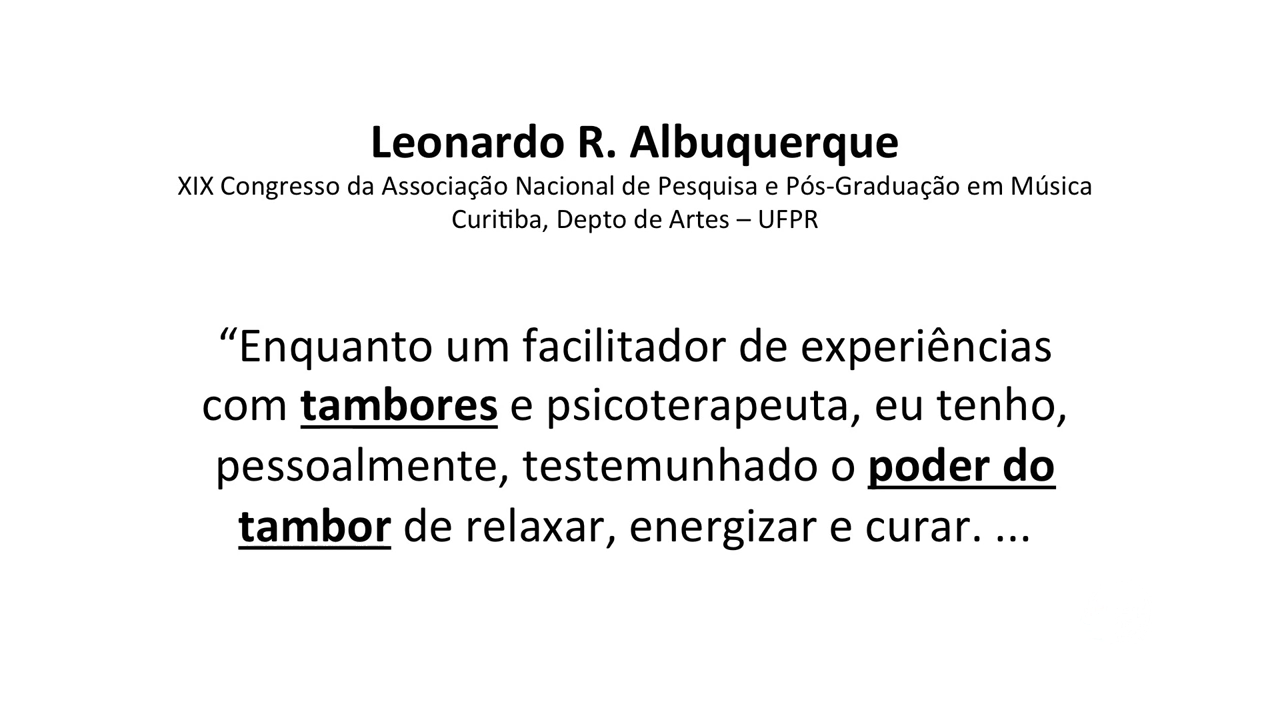 Leonardo R. Albuquerque
XIX Congresso da Associação Nacional de Pesquisa e Pós-Graduação em Música
Curitiba, Depto de Artes – UFPR
“Enquanto um facilitador de experiências
com tambores e psicoterapeuta, eu tenho,
pessoalmente, testemunhado o poder do
tambor de relaxar, energizar e curar. ...